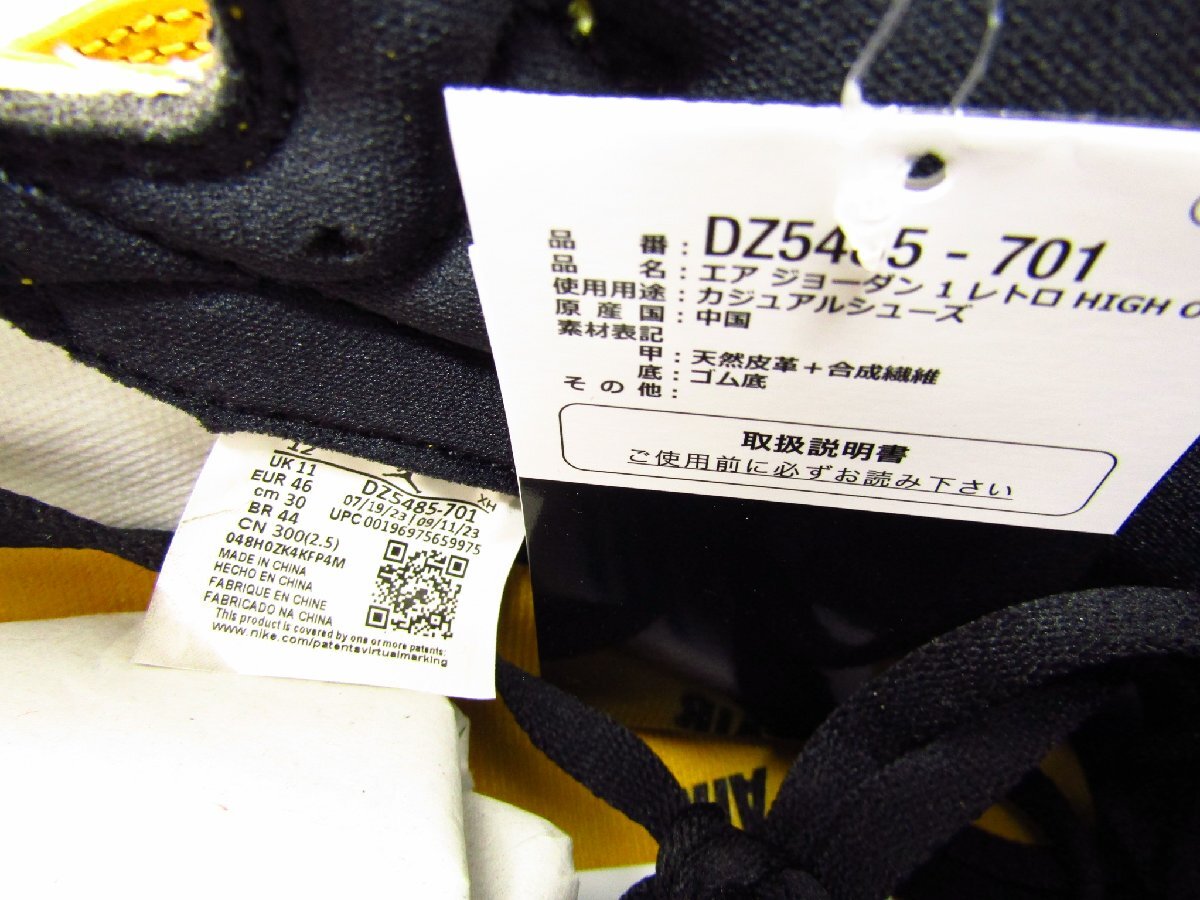 品 番 : DZ5485 - 701
品 名 : エア ジョーダン 1 レトロ HIGH O
使用用途 : カジュアルシューズ
原 産 国 : 中国
素材表記
甲 : 天然皮革 + 合成繊維
底 : ゴム底
そ の 他 :
取扱説明書
ご使用前に必ずお読み下さい
12
UK 11
EUR 46
cm 30
BR 44
CN 300(2.5)
048H0ZK4KFP4M
XH
DZ5485-701
07/19/23 | 09/11/23
UPC 00196975659975
MADE IN CHINA
HECHO EN CHINA
FABRIQUE EN CHINE
FABRICADO NA CHINA
This product is covered by one or more patents:
www.nike.com/patentsvirtualmarking
AIR